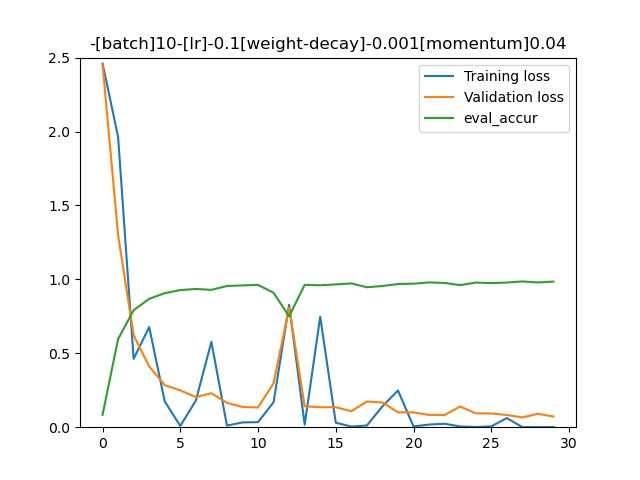 -[batch]10-[lr]-0.1[weight-decay]-0.001[momentum]0.04
2.5
2.0
1.5
1.0
0.5
0.0
Training loss
Validation loss
eval_accur
0 5 10 15 20 25 30